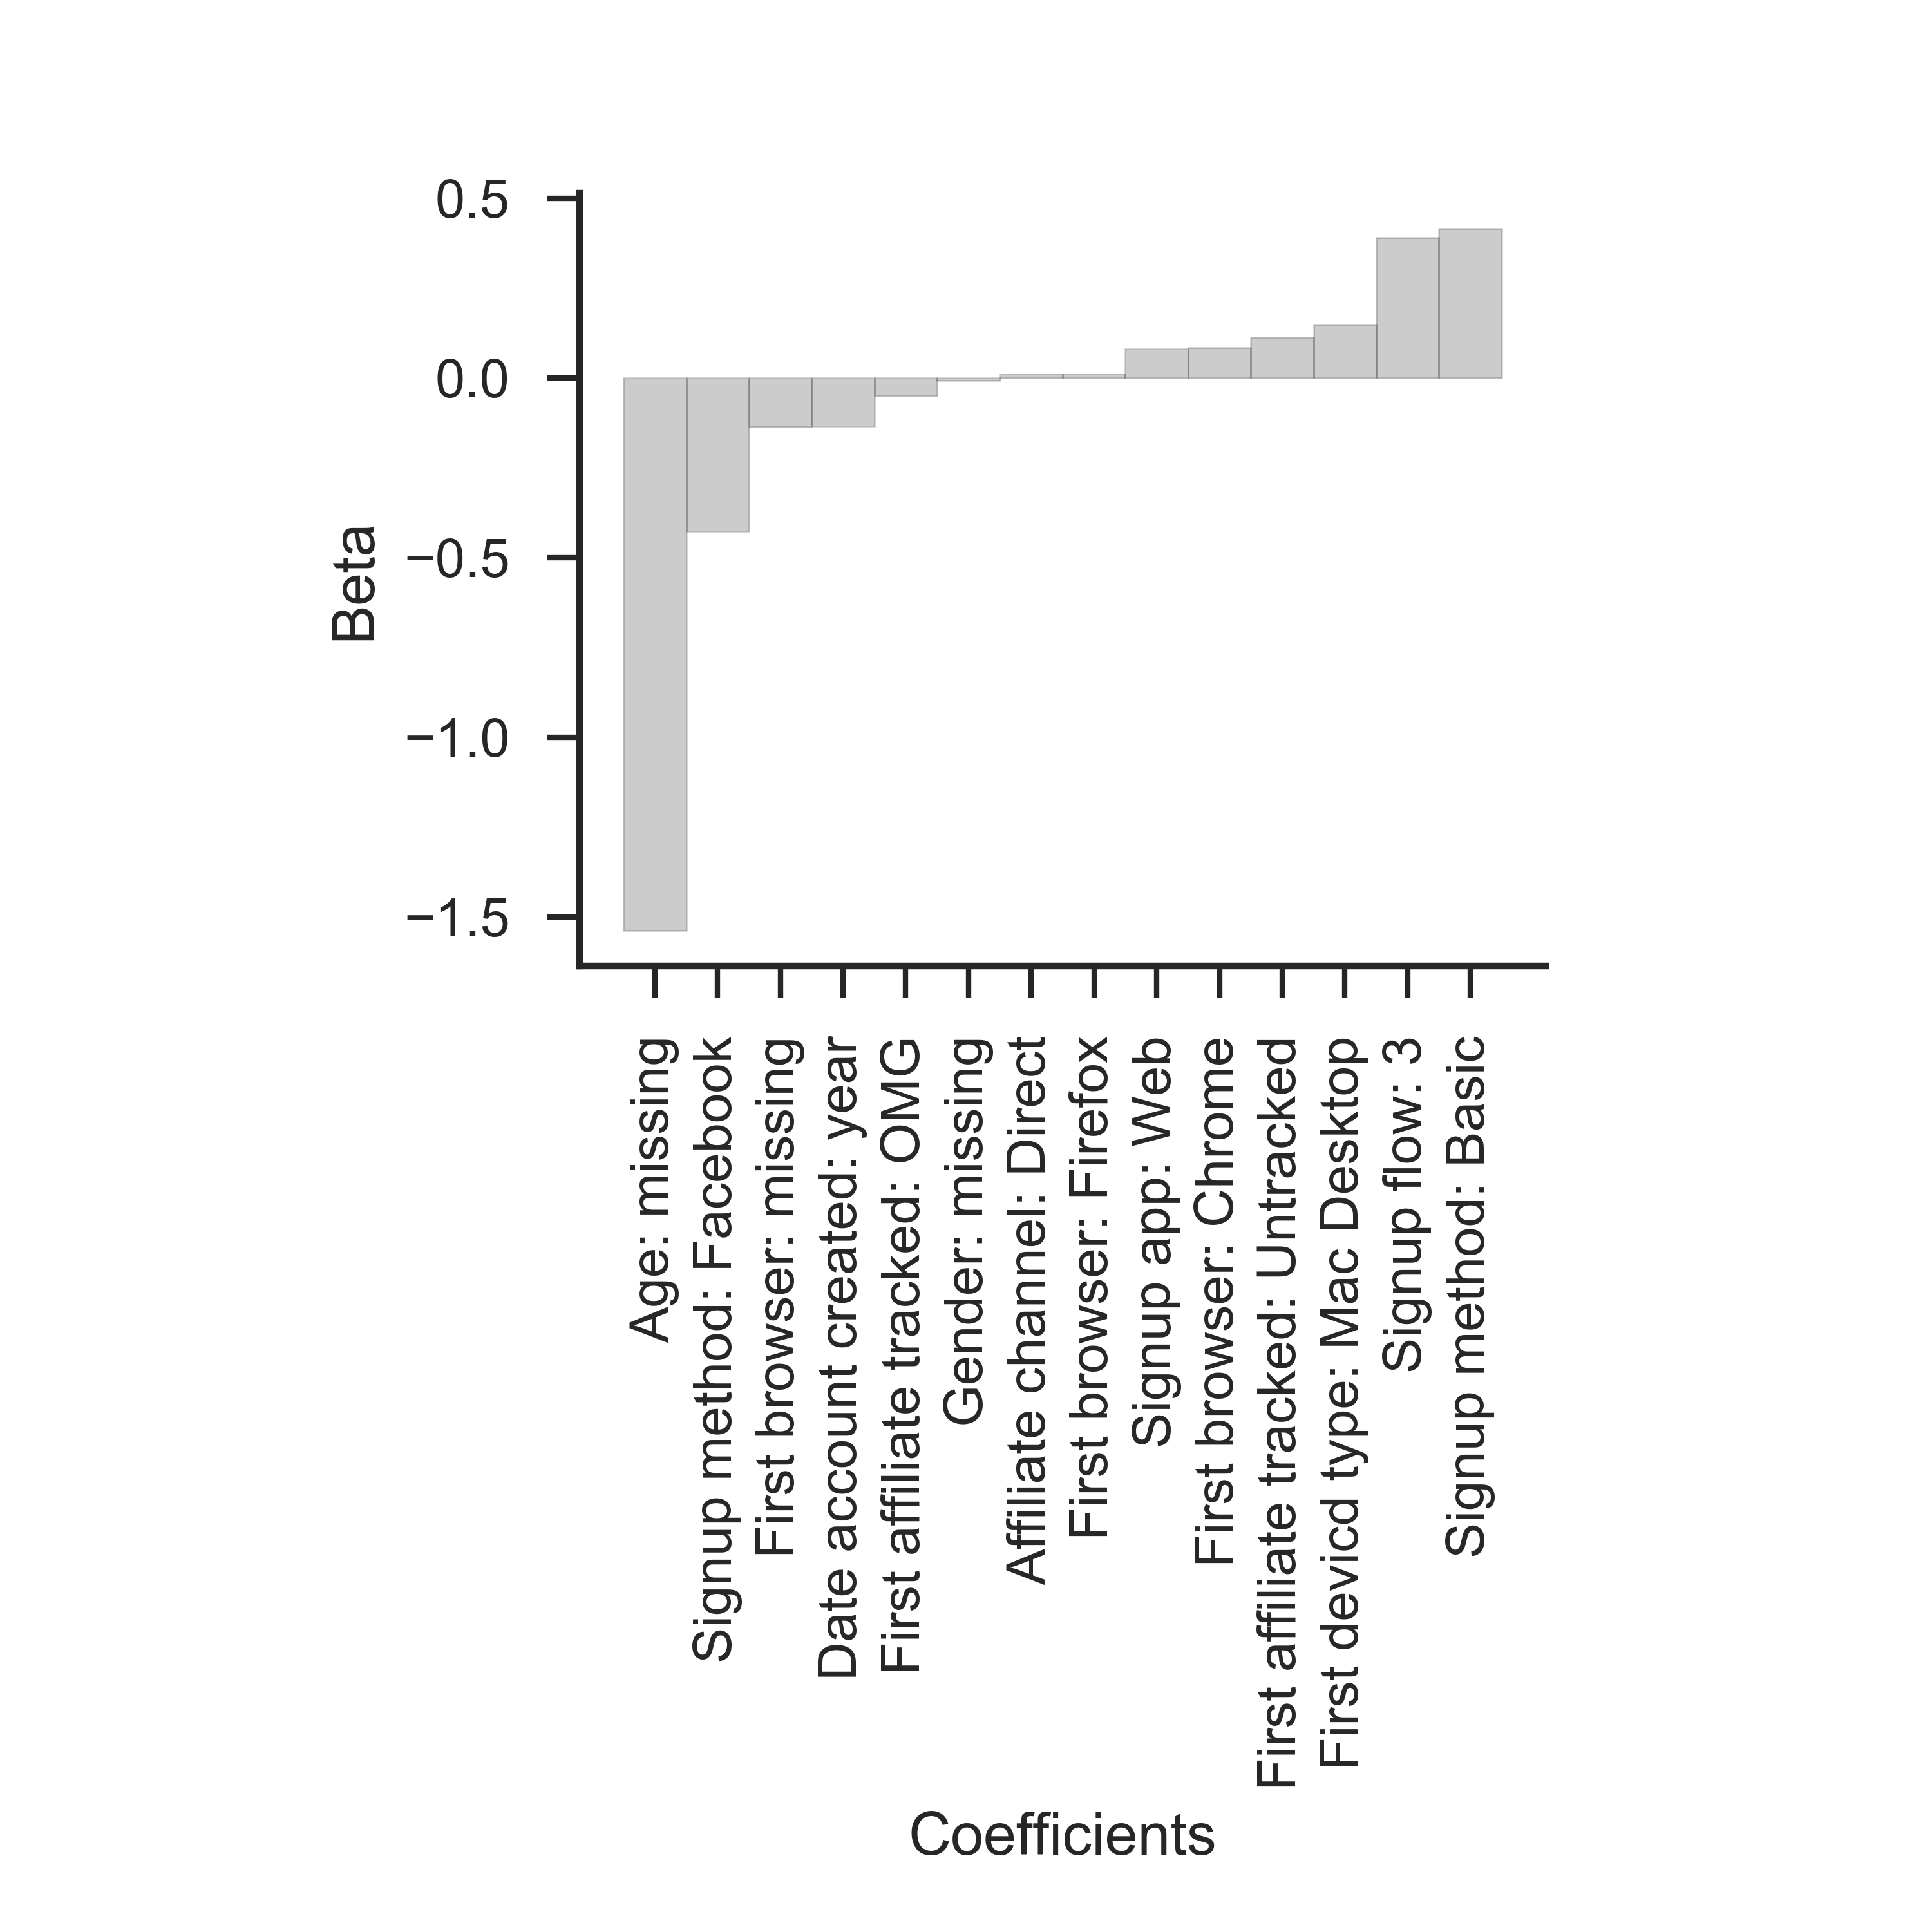 0.5
0.0
−0.5
−1.0
−1.5
Beta
Age: missing
Signup method: Facebook
First browser: missing
Date account created: year
First affiliate tracked: OMG
Gender: missing
Affiliate channel: Direct
First browser: Firefox
Signup app: Web
First browser: Chrome
First affiliate tracked: Untracked
First devicd type: Mac Desktop
Signup flow: 3
Signup method: Basic
Coefficients